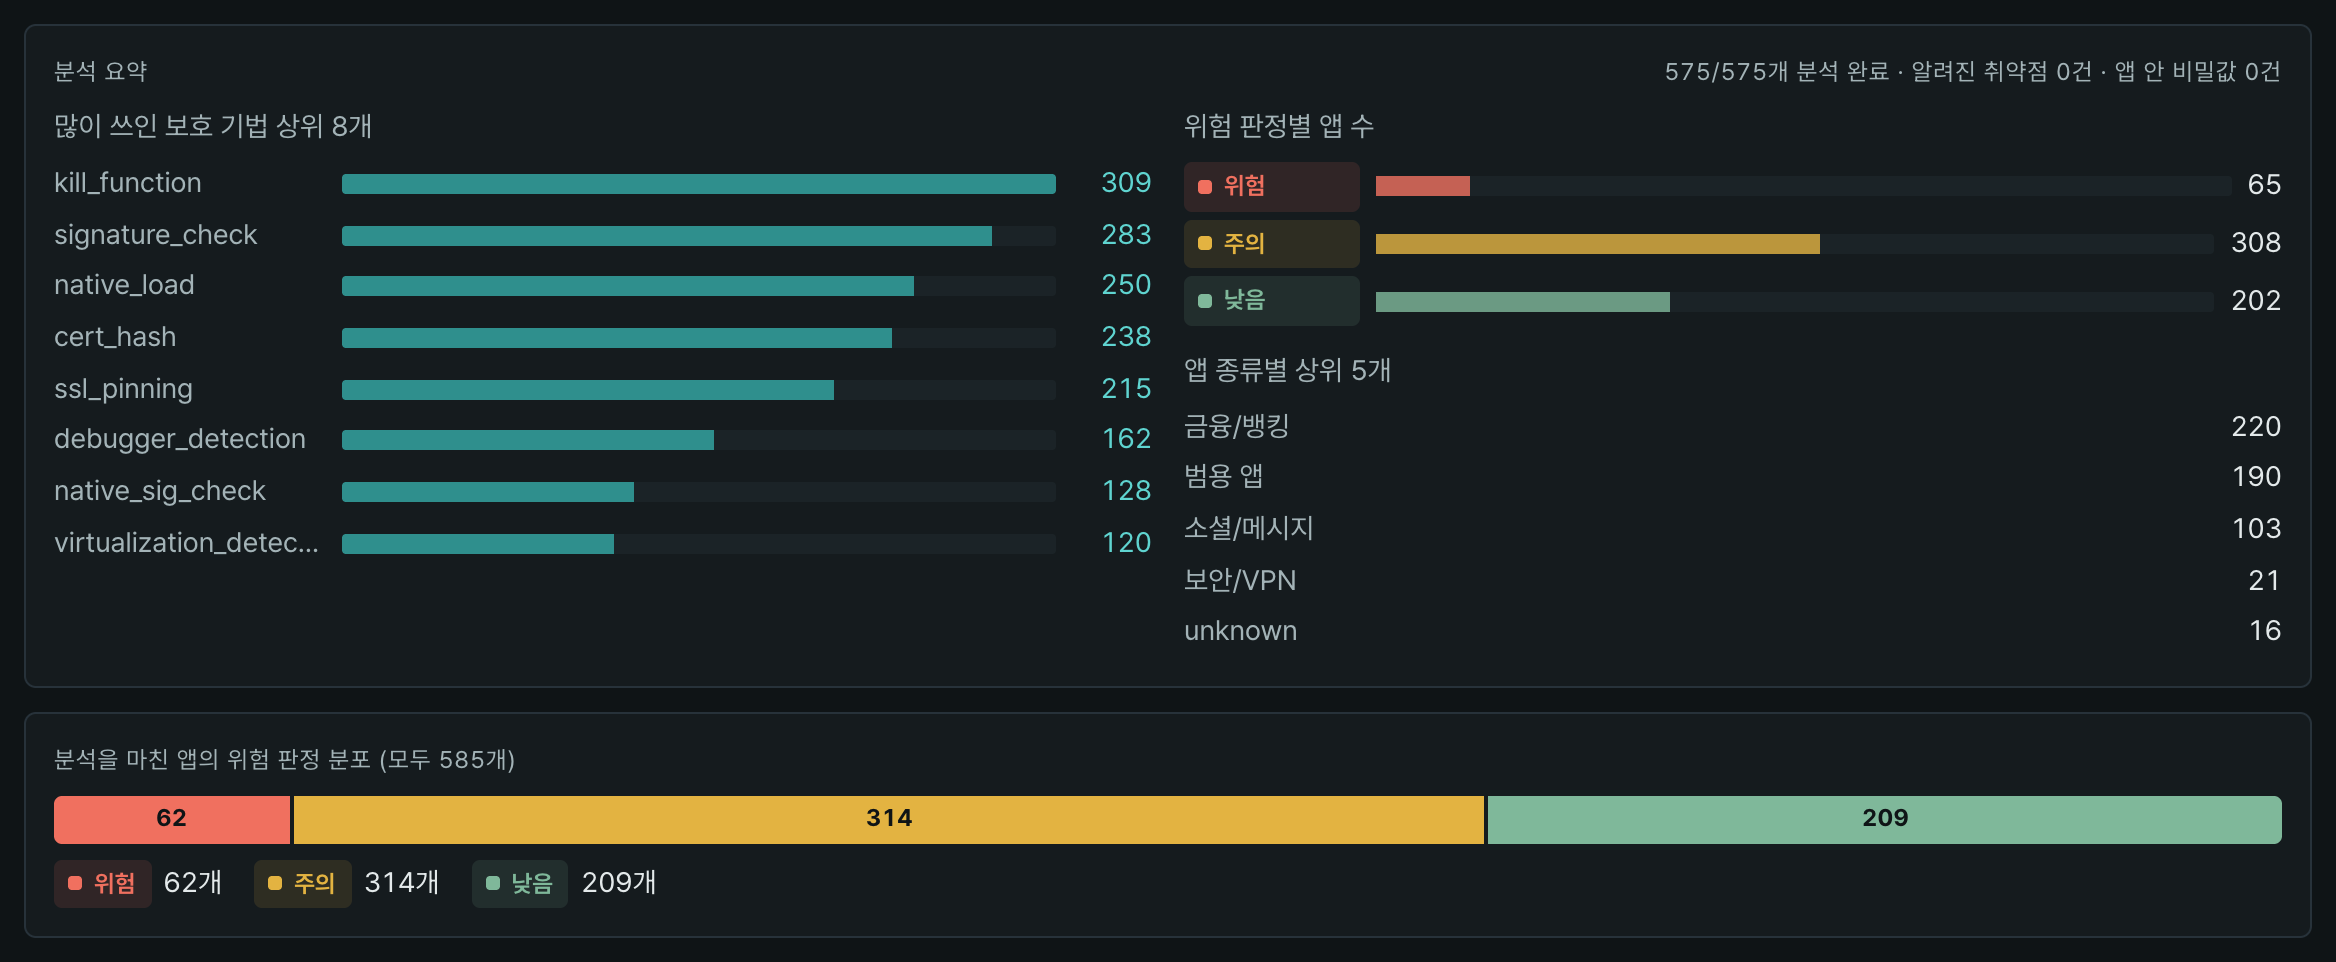 분석 요약
575/575개 분석 완료 · 알려진 취약점 0건 · 앱 안 비밀값 0건
많이 쓰인 보호 기법 상위 8개
kill_function 309
signature_check 283
native_load 250
cert_hash 238
ssl_pinning 215
debugger_detection 162
native_sig_check 128
virtualization_detec... 120
위험 판정별 앱 수
위험 65
주의 308
낮음 202
앱 종류별 상위 5개
금융/뱅킹 220
범용 앱 190
소셜/메시지 103
보안/VPN 21
unknown 16
분석을 마친 앱의 위험 판정 분포 (모두 585개)
62 314 209
위험 62개 주의 314개 낮음 209개